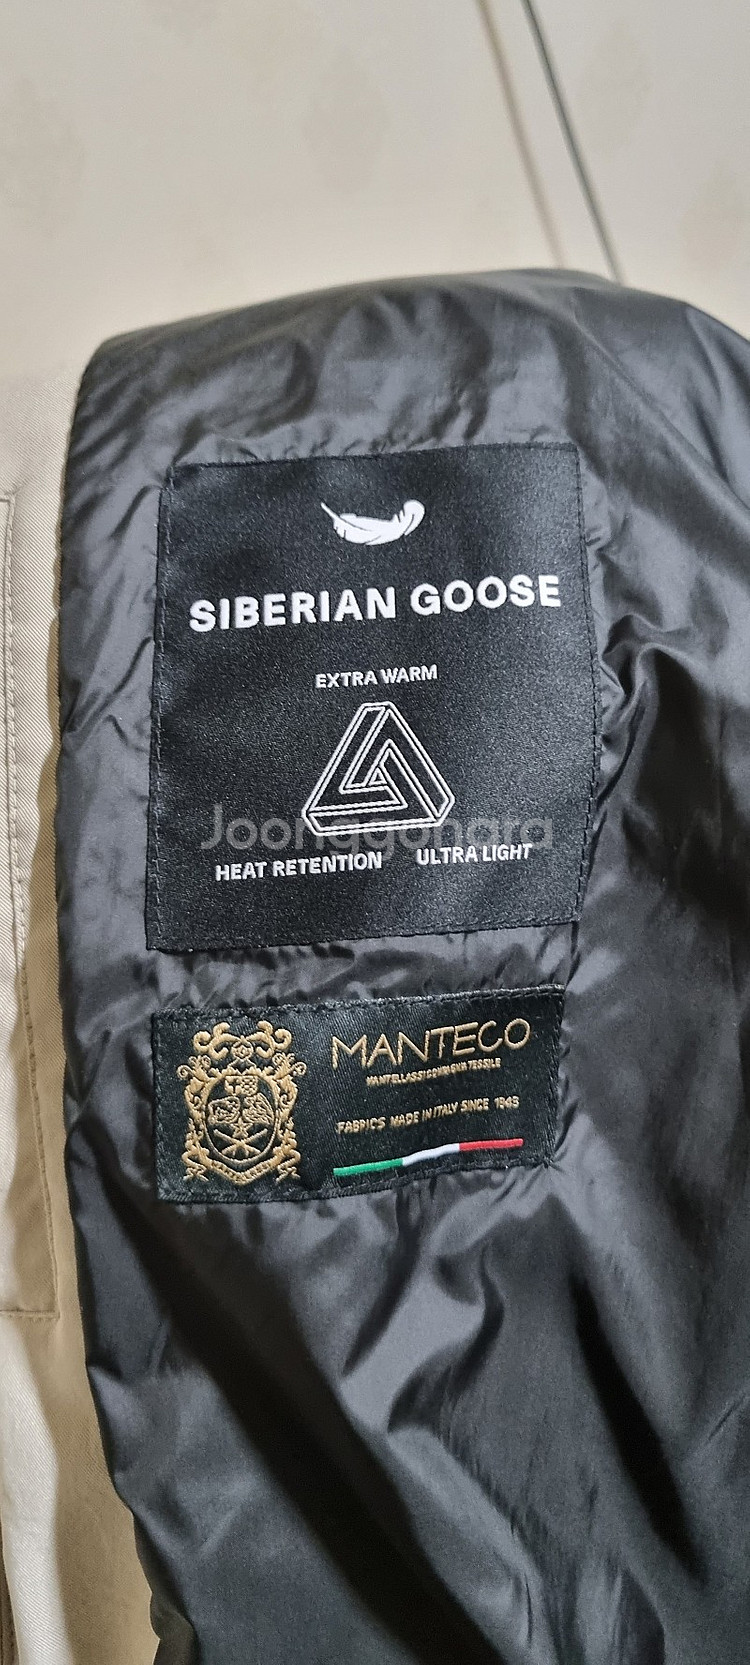 SIBERIAN GOOSE
EXTRA WARM
Joonggonara
HEAT RETENTION ULTRA LIGHT
MANTECO
FABRICS MADE IN ITALY SINCE 1943